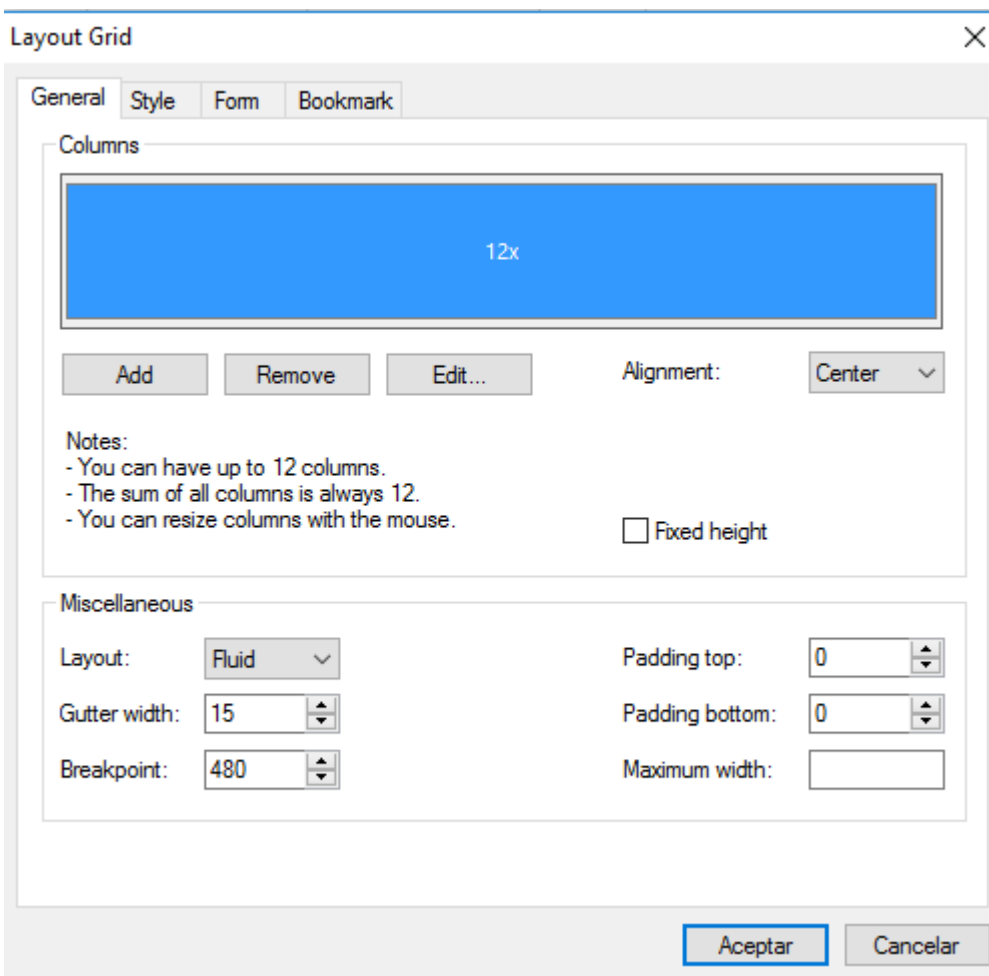 Layout Grid
General Style Form Bookmark
Columns
12x
Add Remove Edit... Alignment: Center
Notes:
- You can have up to 12 columns.
- The sum of all columns is always 12.
- You can resize columns with the mouse.
Fixed height
Miscellaneous
Layout: Fluid Padding top: 0
Gutter width: 15 Padding bottom: 0
Breakpoint: 480 Maximum width:
Aceptar Cancelar